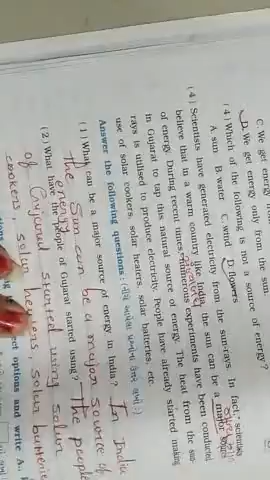 C. We get energy
D. We get energy only from the sun.
(4) Which of the following is not a source of energy?
A. sun B. water C. wind D. flowers
(4) Scientists have generated electricity from the sun-rays. In fact, scientists
believe that in a warm country like India, the sun can be a major source
of energy. During recent times, numerous experiments have been conducted
in Gujarat to tap this natural source of energy. The heat from the sun-
rays is utilised to produce electricity. People have already started making
use of solar cookers, solar heaters, solar batteries, etc.
Answer the following questions :
(1) What can be a major source of energy in India? In India
The Sun can be a major source of
energy.
(2) What have the people of Gujarat started using? The people
of Gujarat started using solar
cookers, solar heaters, solar batteries
ect options and write A,